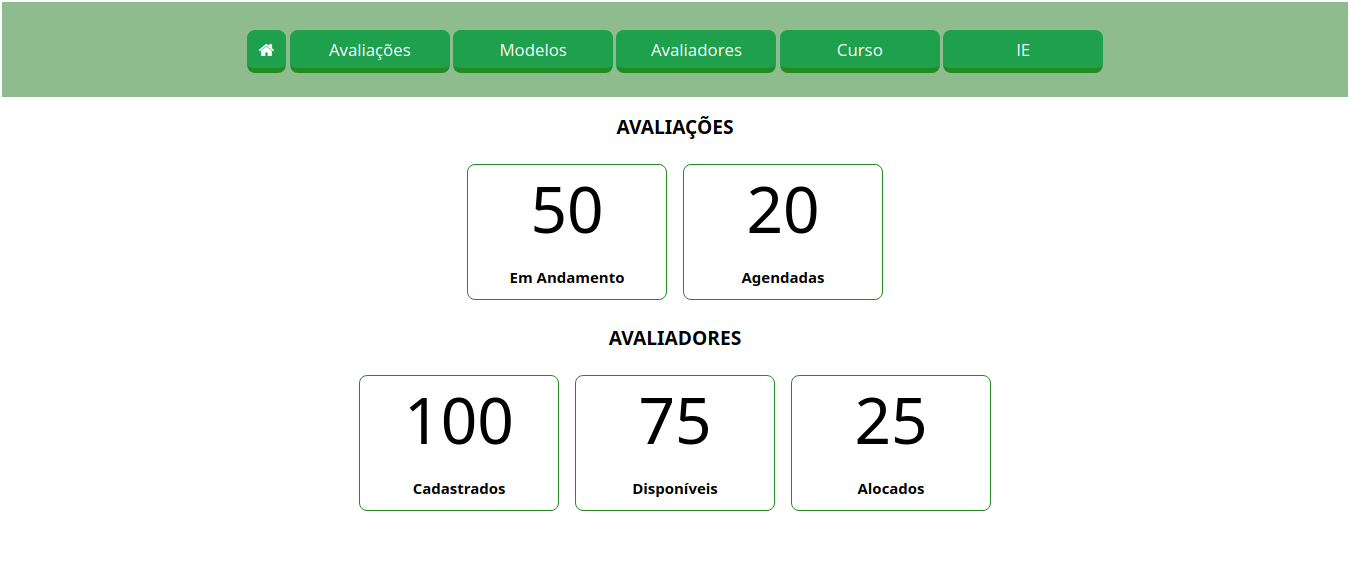 Avaliações Modelos Avaliadores Curso IE
AVALIAÇÕES
50 20
Em Andamento Agendadas
AVALIADORES
100 75 25
Cadastrados Disponíveis Alocados